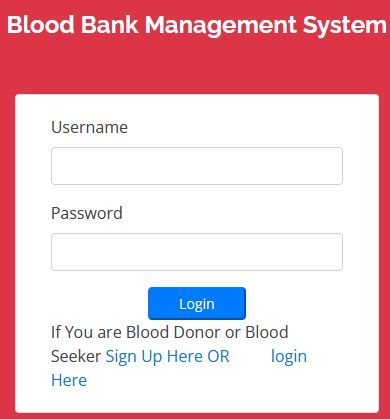 Blood Bank Management System
Username
Password
Login
If You are Blood Donor or Blood
Seeker Sign Up Here OR login
Here